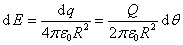 dE = dq / 4πε₀R² = Q / 2πε₀R² dθ